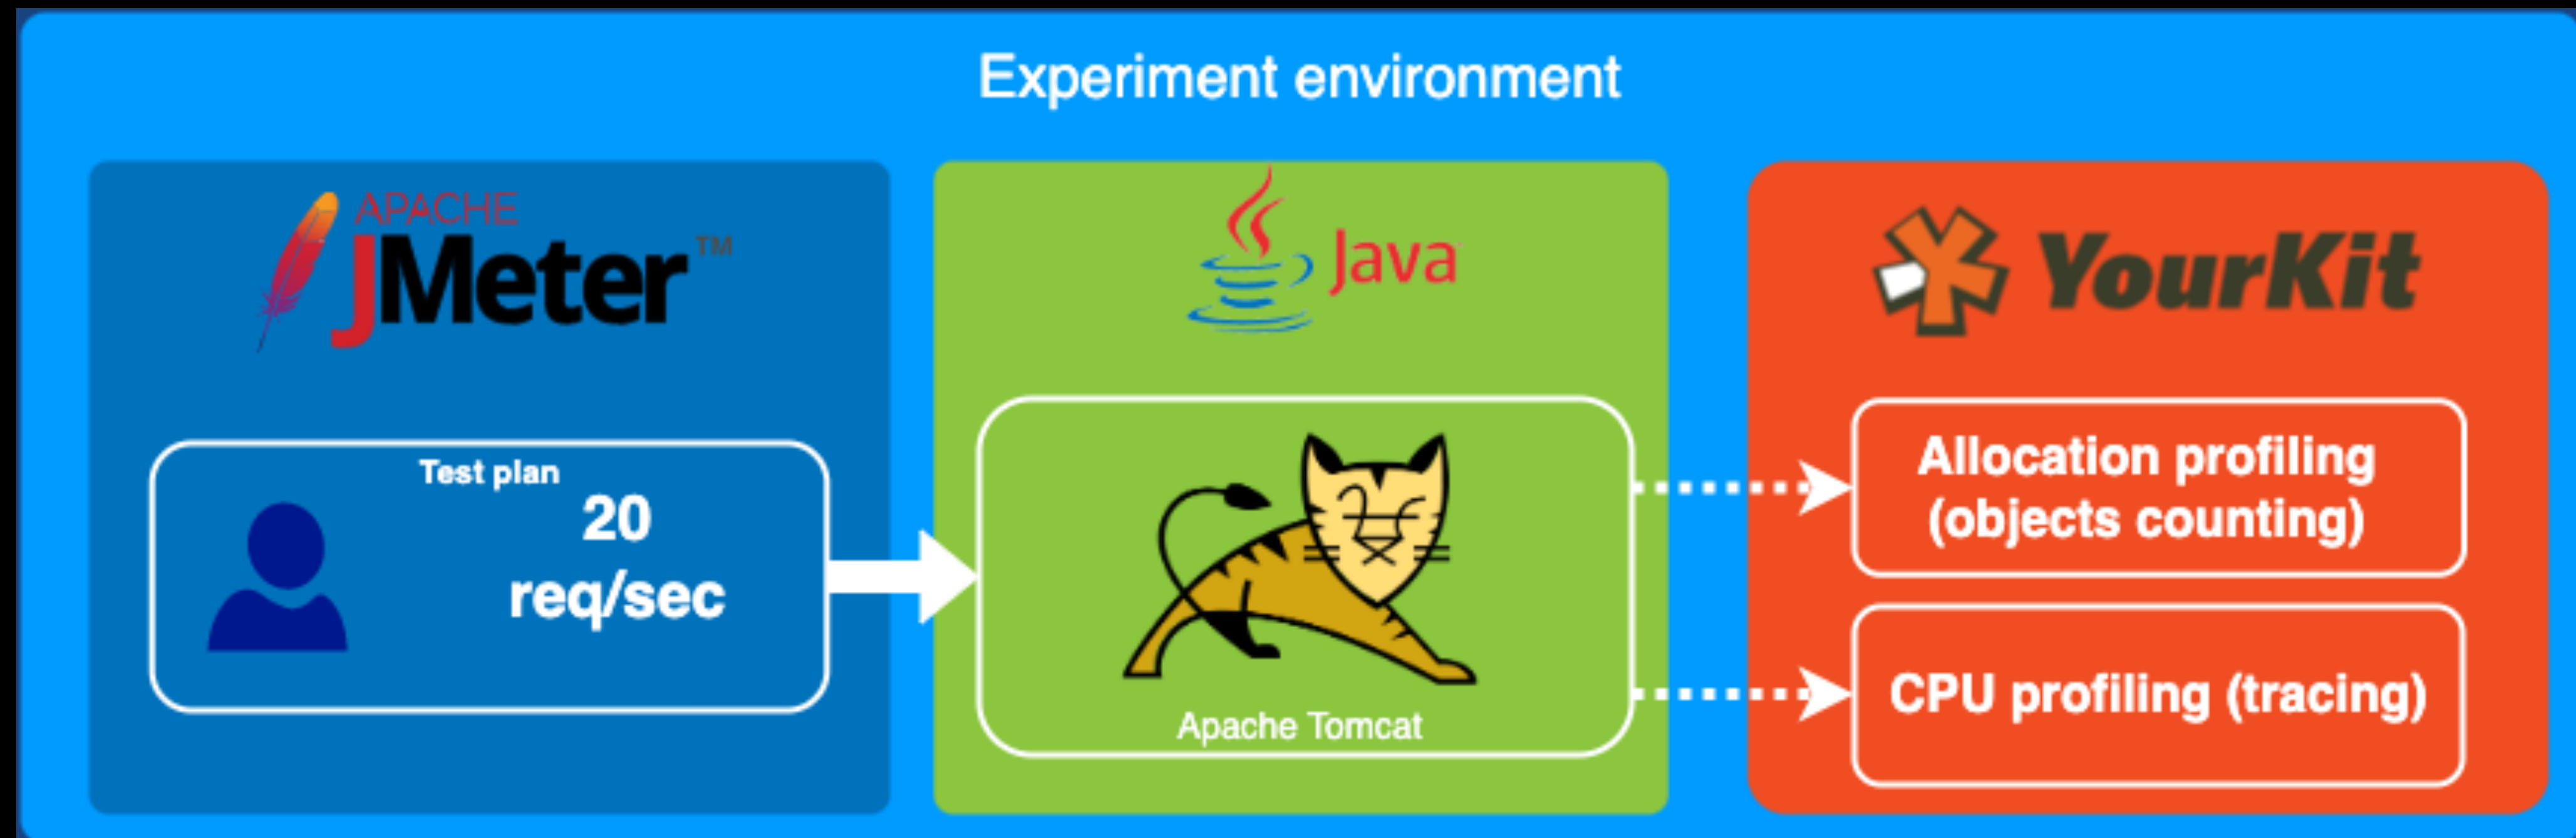 Experiment environment
APACHE
JMeter™
Test plan
20
req/sec
Java
Apache Tomcat
YourKit
Allocation profiling
(objects counting)
CPU profiling (tracing)